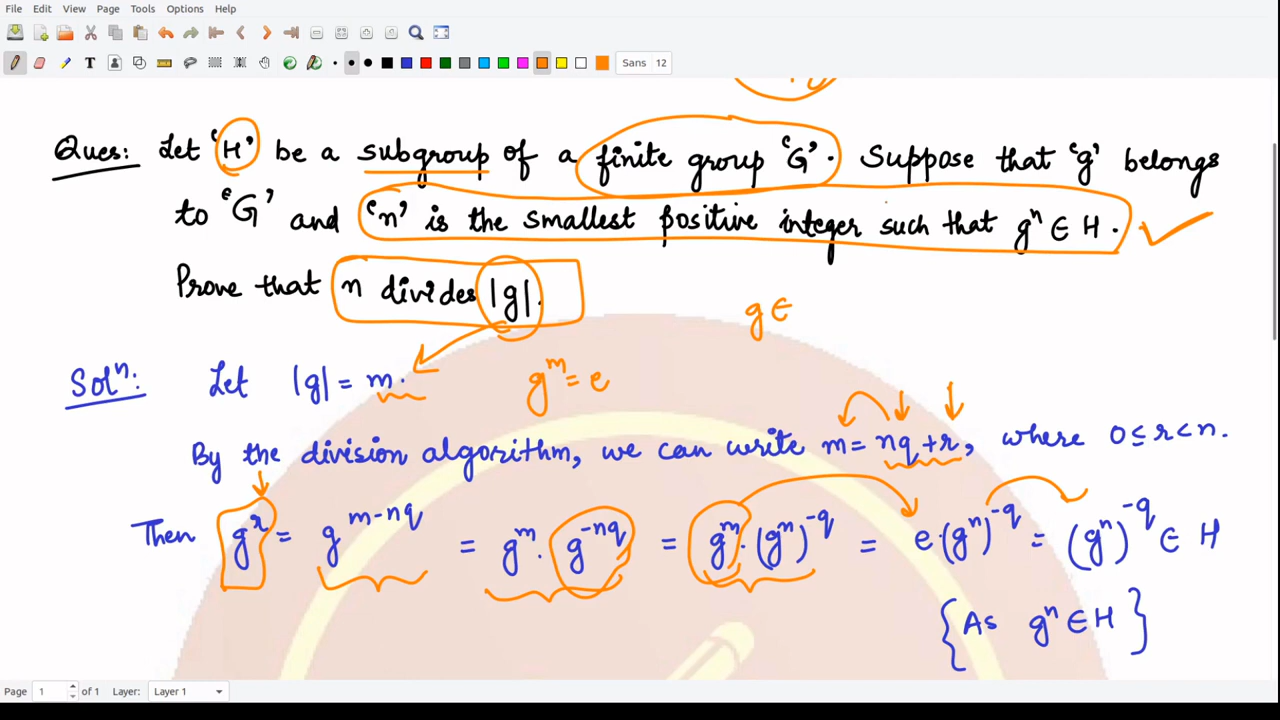 File Edit View Page Tools Options Help
Sans 12
Ques: Let 'H' be a subgroup of a finite group 'G'. Suppose that 'g' belongs
to 'G' and 'n' is the smallest positive integer such that gⁿ ∈ H.
Prove that n divides |g|.
g ∈
Solⁿ: Let |g| = m. gᵐ = e
By the division algorithm, we can write m = nq + r, where 0 ≤ r < n.
Then gʳ = g^(m-nq) = gᵐ · g^(-nq) = gᵐ · (gⁿ)^(-q) = e · (gⁿ)^(-q) = (gⁿ)^(-q) ∈ H
{As gⁿ ∈ H}
Page 1 of 1 Layer: Layer 1